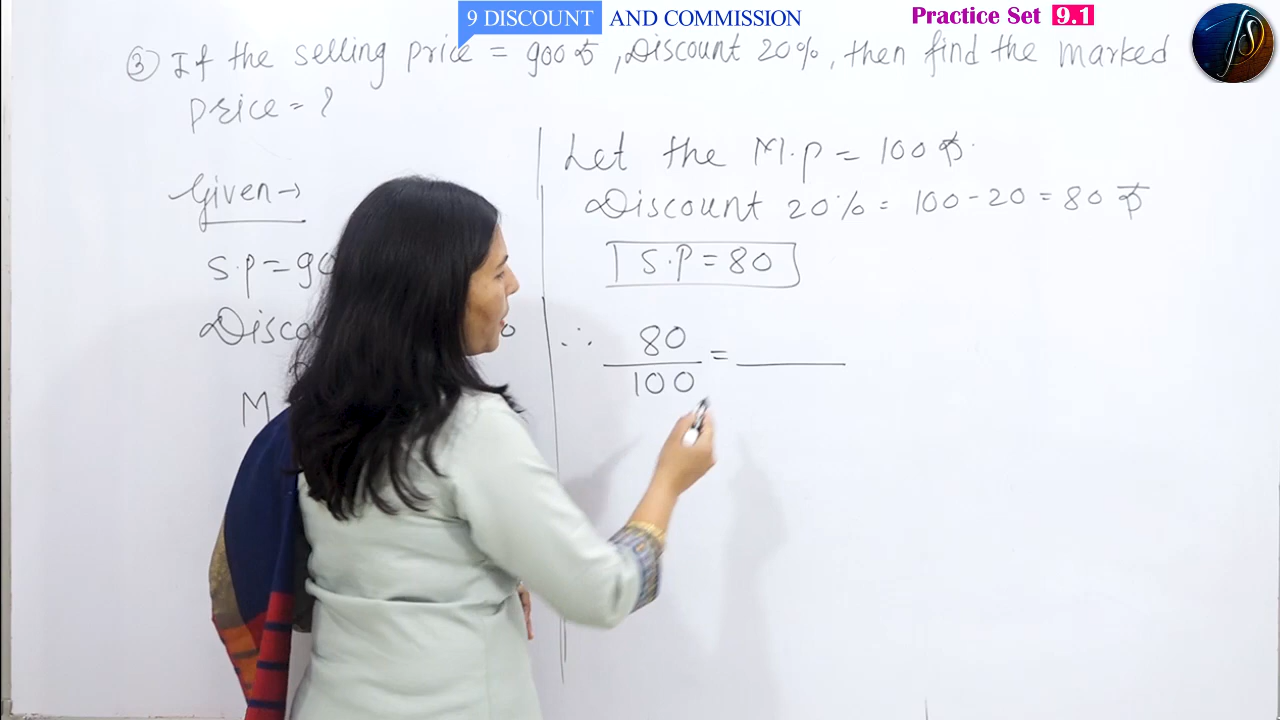 9 DISCOUNT AND COMMISSION
Practice Set 9.1
③ If the selling price = 900 ₹, Discount 20%, then find the marked
price = ?
Given →
S.P = 90
Disco
M
Let the M.P = 100 ₹.
Discount 20% = 100 - 20 = 80 ₹
S.P = 80
∴ 80/100 =